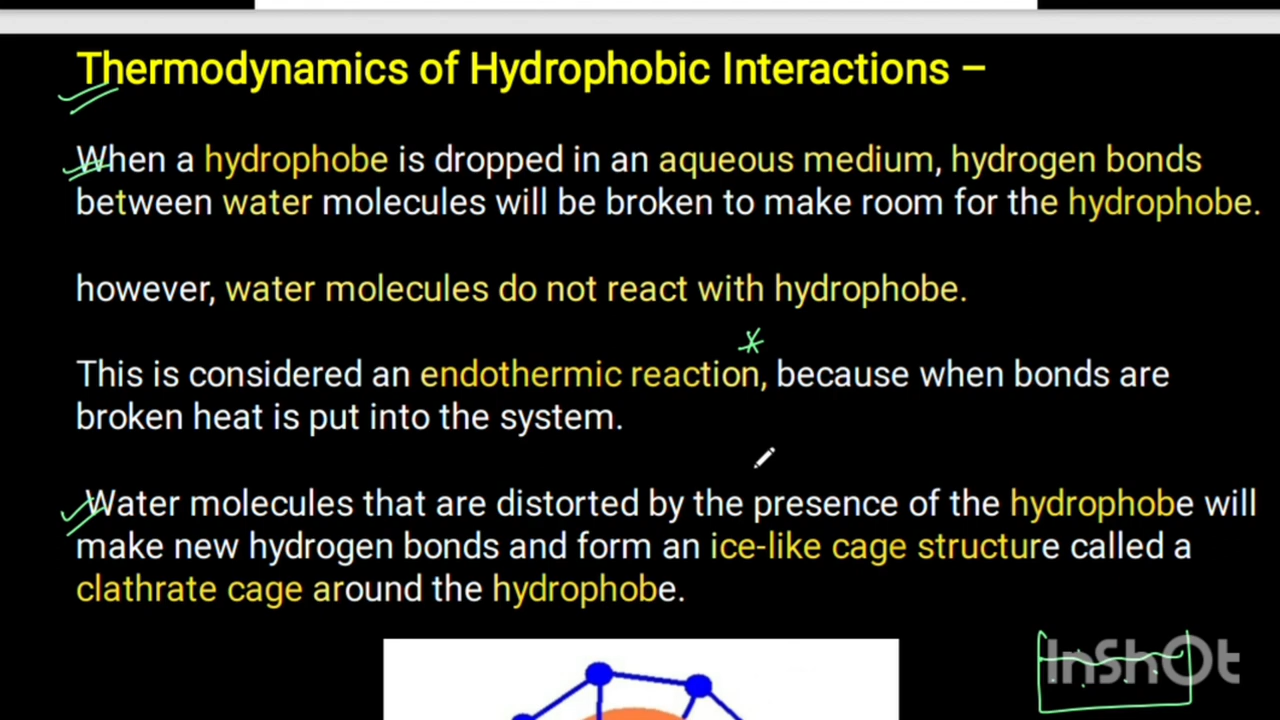 Thermodynamics of Hydrophobic Interactions –
When a hydrophobe is dropped in an aqueous medium, hydrogen bonds
between water molecules will be broken to make room for the hydrophobe.
however, water molecules do not react with hydrophobe.
This is considered an endothermic reaction, because when bonds are
broken heat is put into the system.
Water molecules that are distorted by the presence of the hydrophobe will
make new hydrogen bonds and form an ice-like cage structure called a
clathrate cage around the hydrophobe.
InShOt